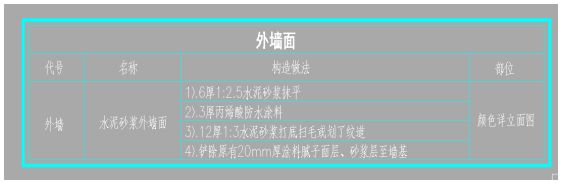 外墙面
代号 名称 构造做法 部位
1).6厚1:2.5水泥砂浆抹平
2).3厚丙烯酸防水涂料
外墙 水泥砂浆外墙面 颜色详立面图
3).12厚1:3水泥砂浆打底扫毛或划了纹道
4).铲除原有20mm厚涂料腻子面层、砂浆层至墙基